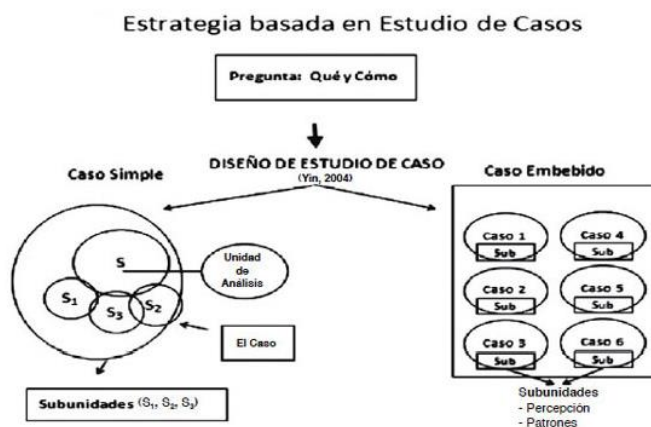 Estrategia basada en Estudio de Casos
Pregunta: Qué y Cómo
DISEÑO DE ESTUDIO DE CASO
(Yin, 2004)
Caso Simple
S
S₁
S₃
S₂
Unidad
de
Análisis
El Caso
Subunidades (S₁, S₂, S₃)
Caso Embebido
Caso 1
Sub
Caso 4
Sub
Caso 2
Sub
Caso 5
Sub
Caso 3
Sub
Caso 6
Sub
Subunidades
- Percepción
- Patrones